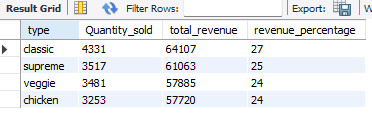 Result Grid Filter Rows: Export:
type Quantity_sold total_revenue revenue_percentage
classic 4331 64107 27
supreme 3517 61063 25
veggie 3481 57885 24
chicken 3253 57720 24